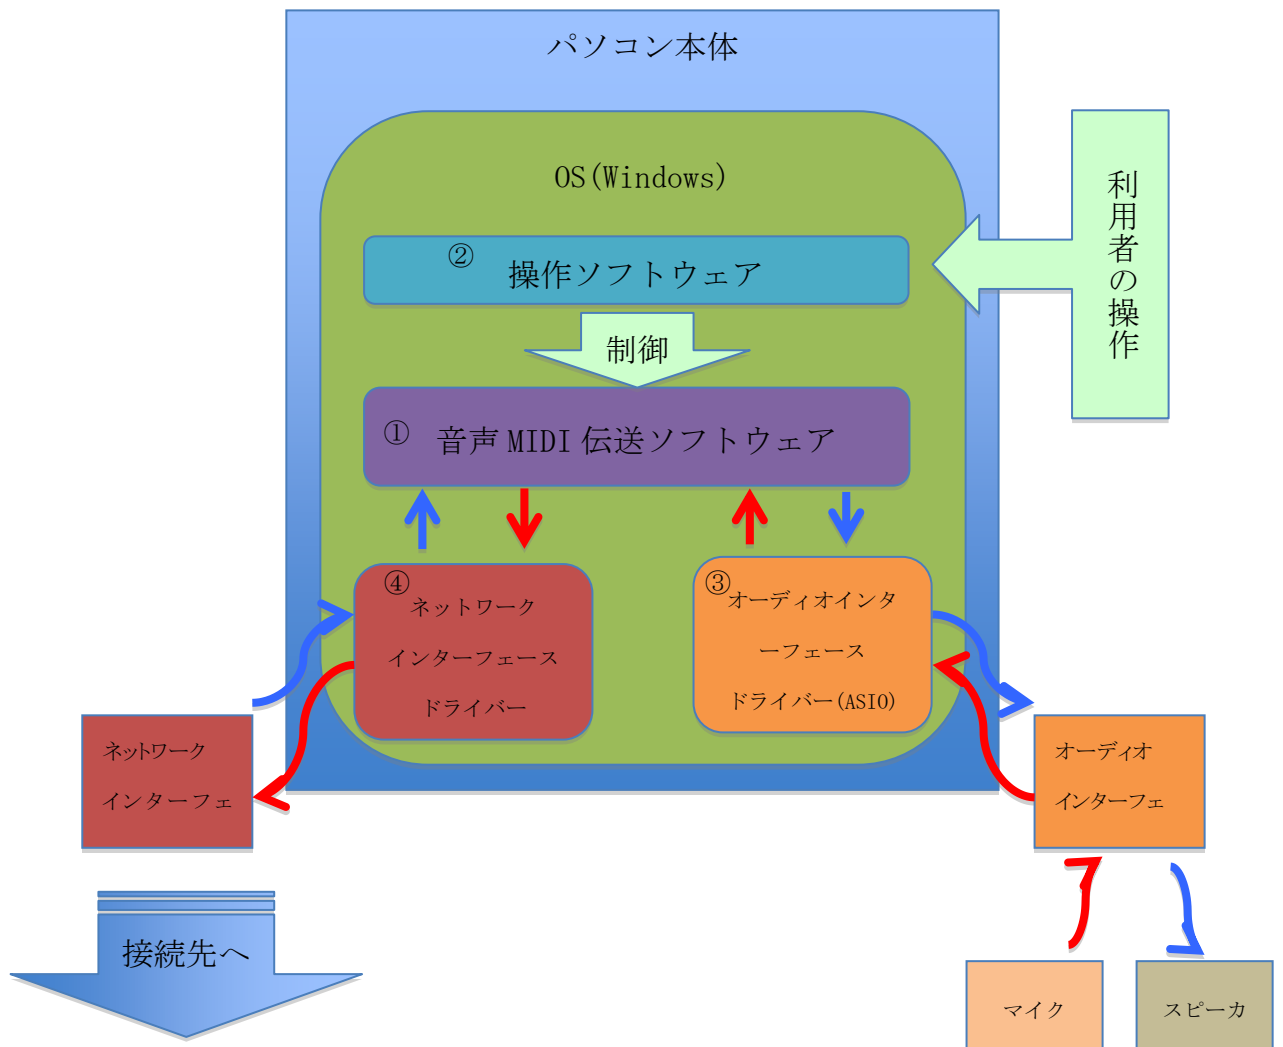 パソコン本体
OS(Windows)
利用者の操作
②
操作ソフトウェア
制御
①
音声 MIDI 伝送ソフトウェア
④
ネットワーク
インターフェース
ドライバー
③
オーディオインタ
ーフェース
ドライバー(ASIO)
ネットワーク
インターフェ
オーディオ
インターフェ
接続先へ
マイク
スピーカ